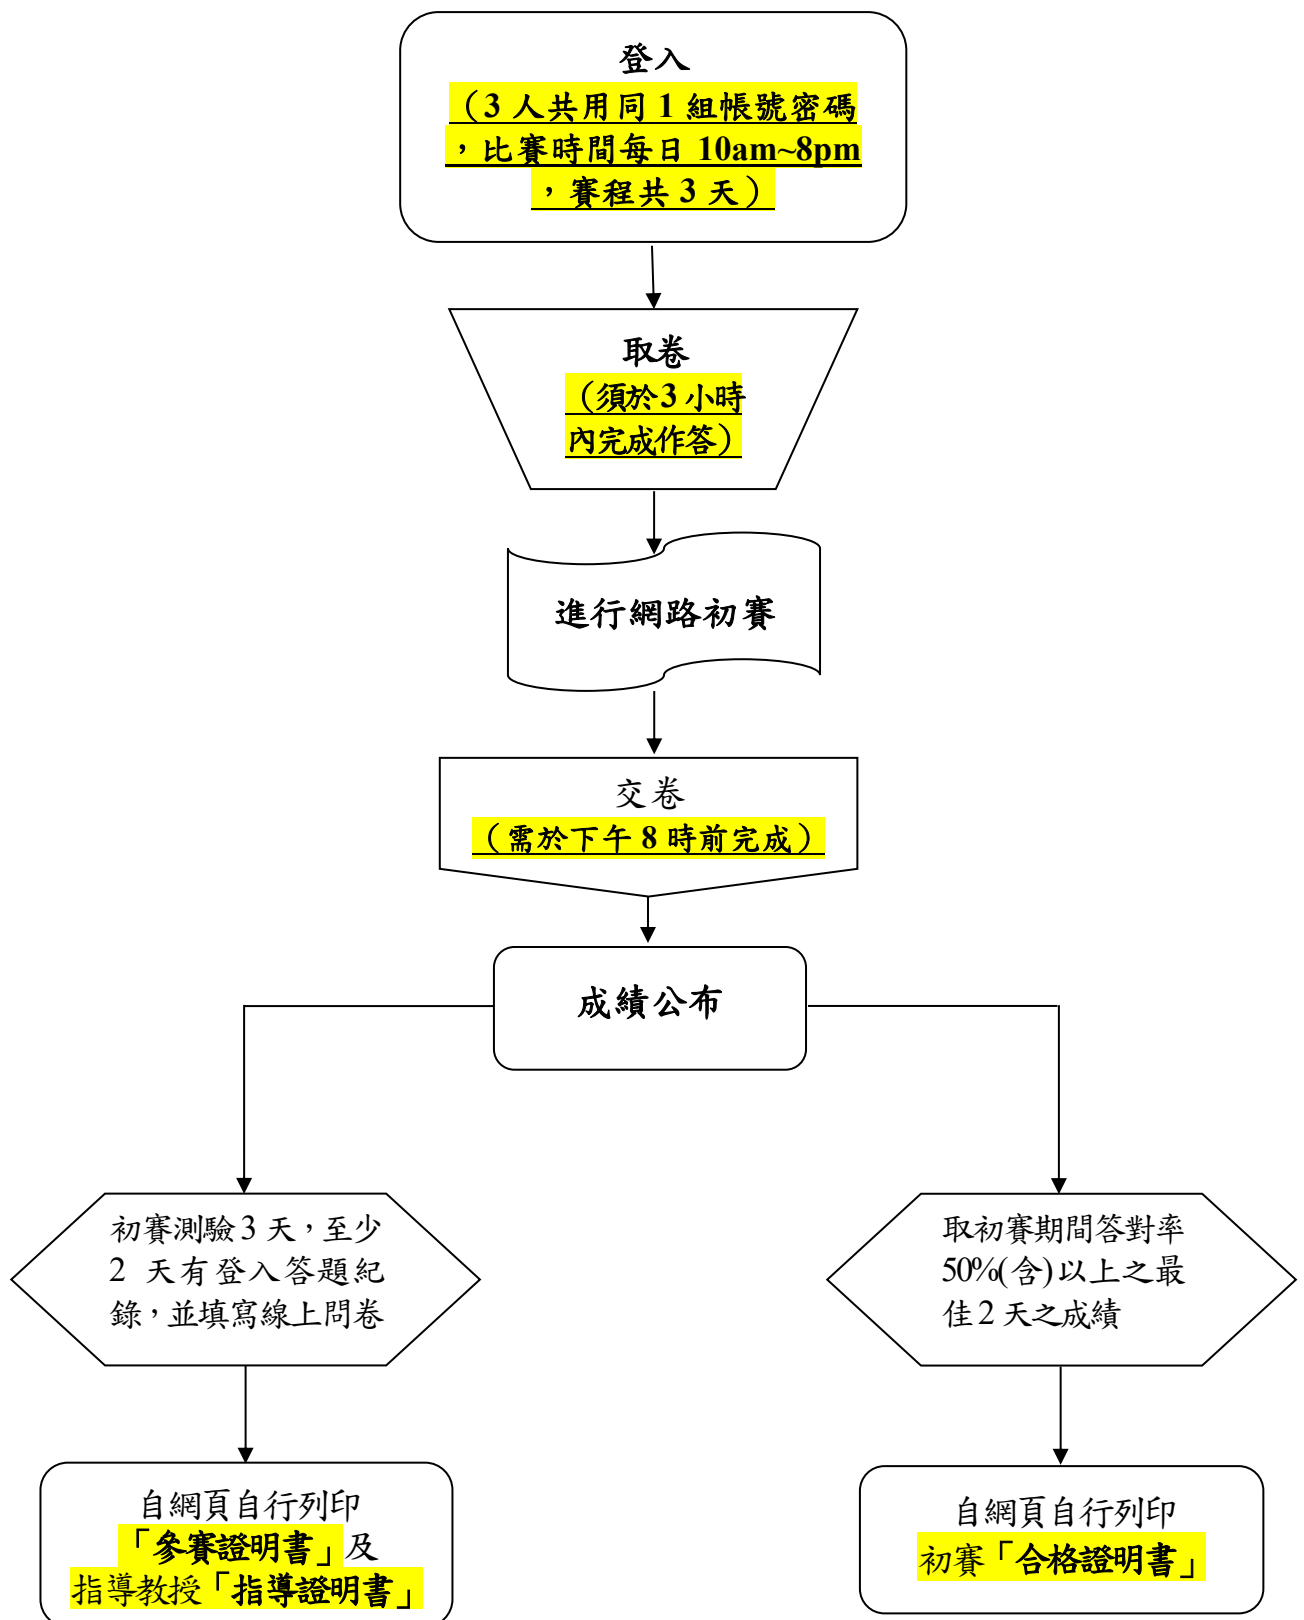 登入
（3 人共用同 1 組帳號密碼
，比賽時間每日 10am~8pm
，賽程共 3 天）
取卷
（須於 3 小時
內完成作答）
進行網路初賽
交卷
（需於下午 8 時前完成）
成績公布
初賽測驗 3 天，至少
2 天有登入答題紀
錄，並填寫線上問卷
取初賽期間答對率
50%(含)以上之最
佳 2 天之成績
自網頁自行列印
「參賽證明書」及
指導教授「指導證明書」
自網頁自行列印
初賽「合格證明書」